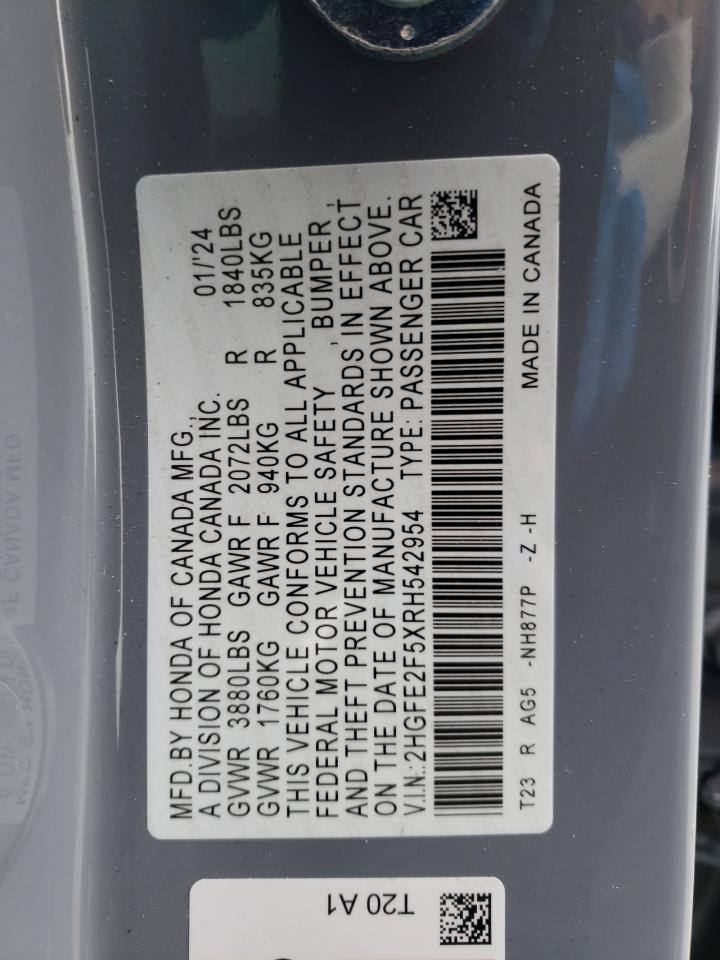 MFD.BY HONDA OF CANADA MFG., 01/'24
A DIVISION OF HONDA CANADA INC.
GVWR 3880LBS GAWR F 2072LBS R 1840LBS
GVWR 1760KG GAWR F 940KG R 835KG
THIS VEHICLE CONFORMS TO ALL APPLICABLE
FEDERAL MOTOR VEHICLE SAFETY , BUMPER ,
AND THEFT PREVENTION STANDARDS IN EFFECT
ON THE DATE OF MANUFACTURE SHOWN ABOVE.
V.I.N.:2HGFE2F5XRH542954 TYPE: PASSENGER CAR
T23 R AG5 -NH877P -Z -H MADE IN CANADA
T20 A1